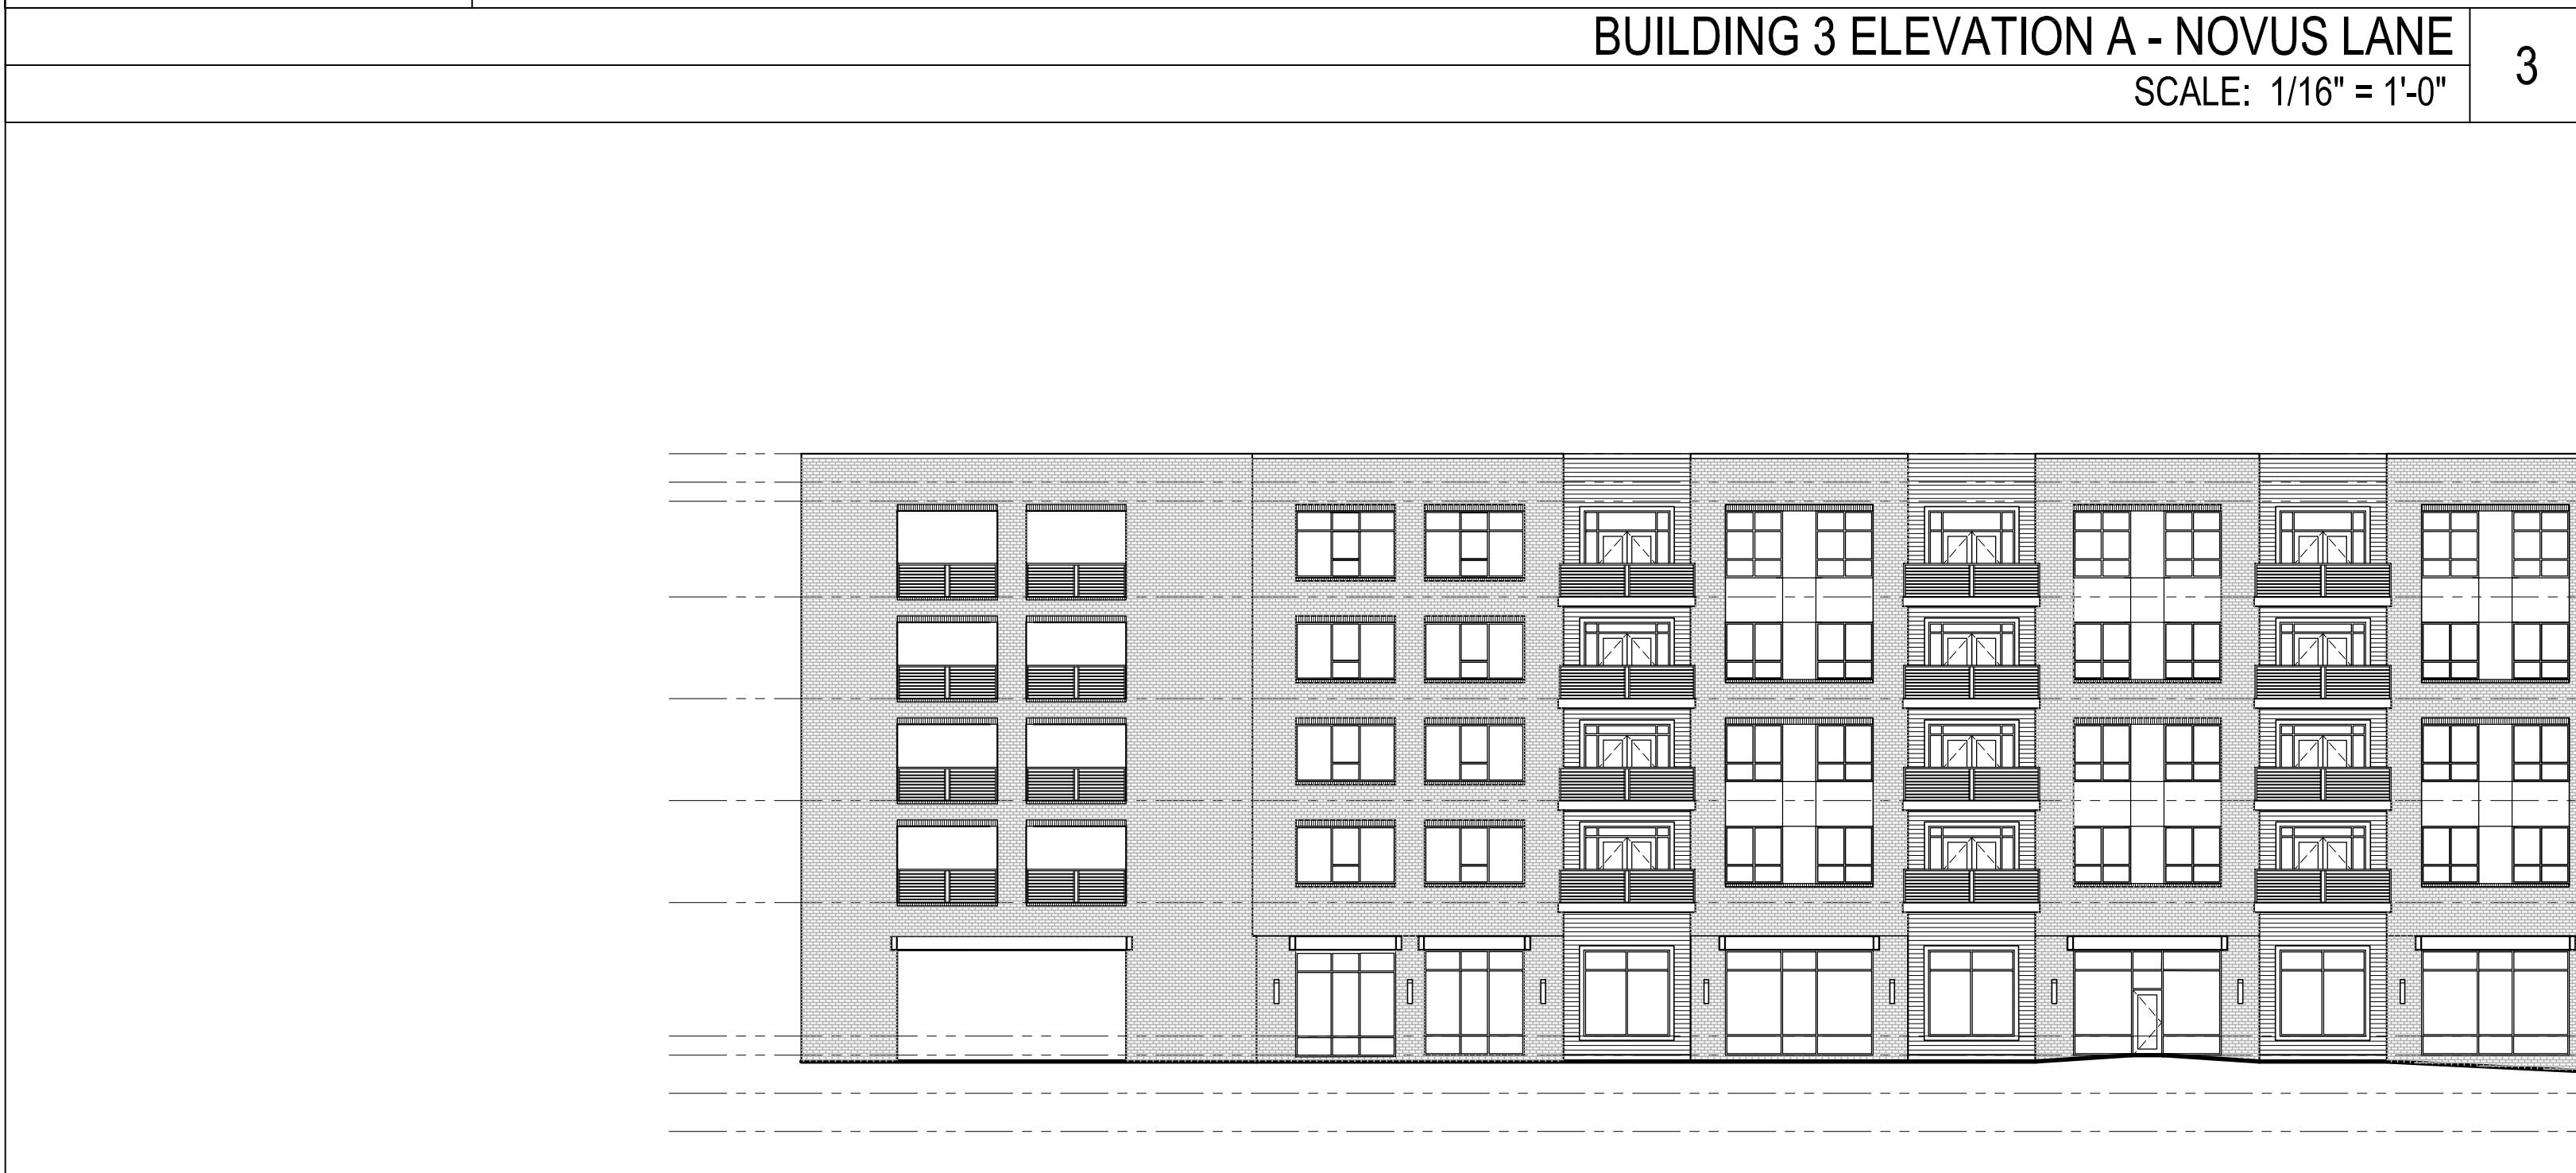 BUILDING 3 ELEVATION A - NOVUS LANE
3
SCALE: 1/16" = 1'-0"